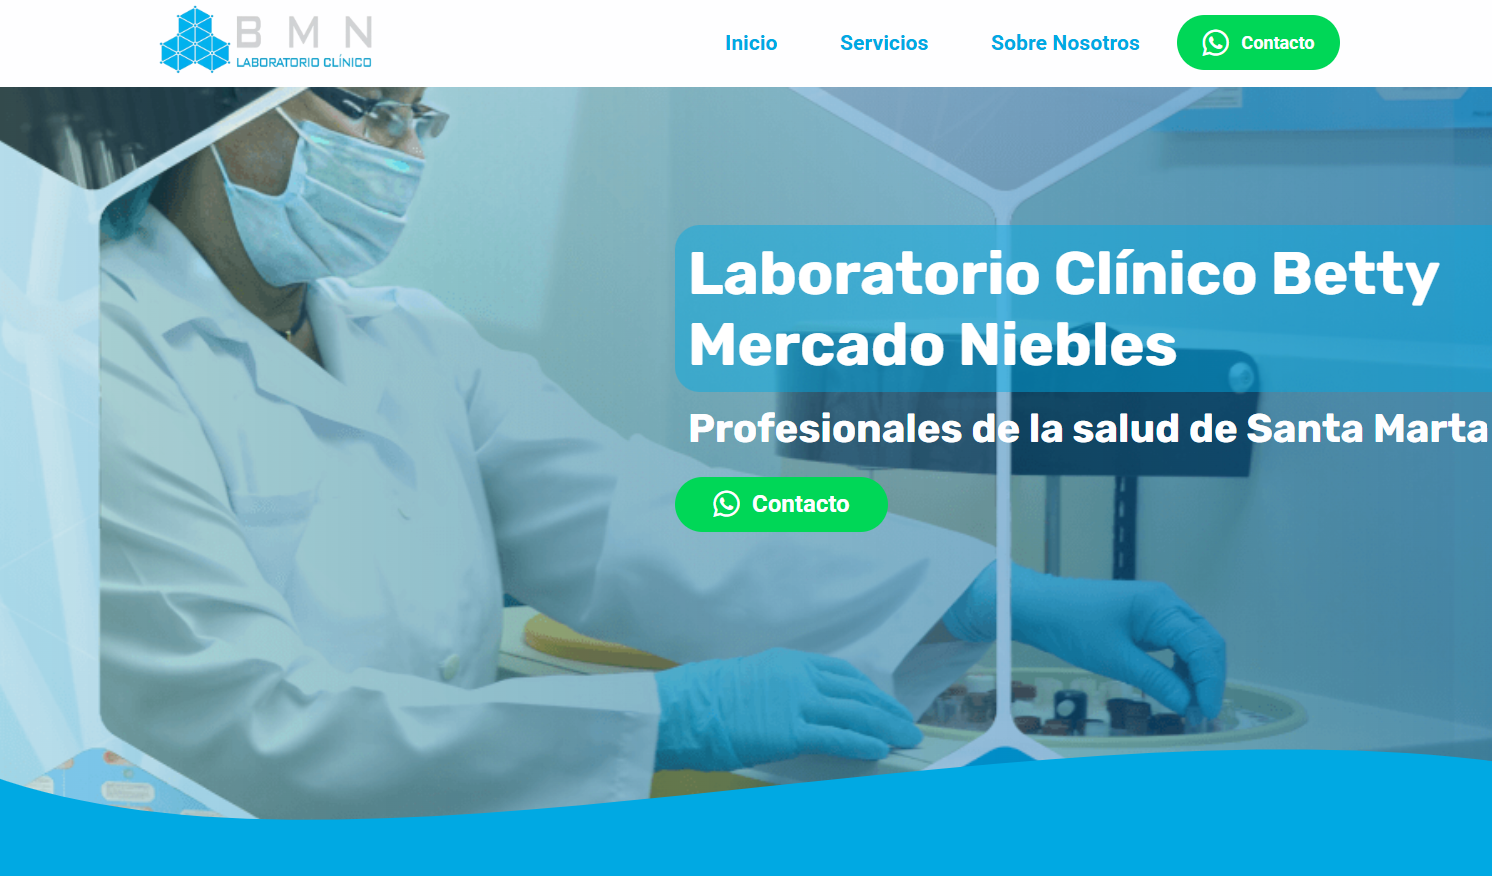 B M N
LABORATORIO CLÍNICO
Inicio
Servicios
Sobre Nosotros
Contacto
Laboratorio Clínico Betty
Mercado Niebles
Profesionales de la salud de Santa Marta
Contacto